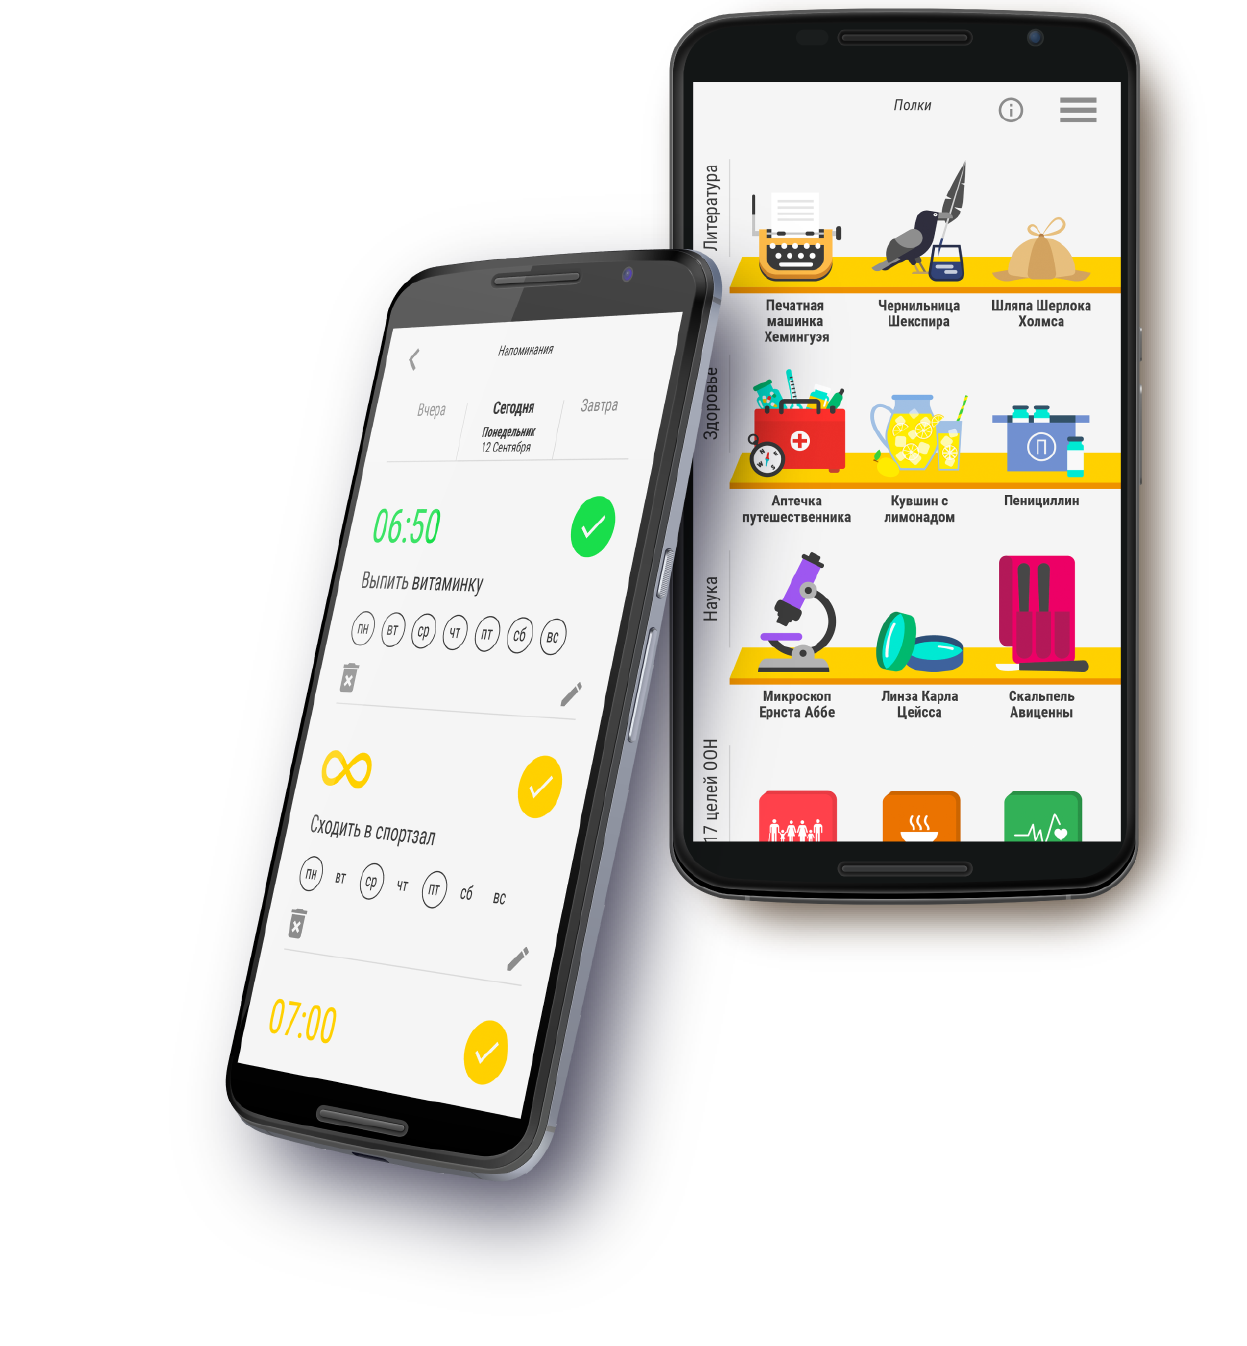 Полки
Литература
Печатная
машинка
Хемингуэя
Чернильница
Шекспира
Шляпа Шерлока
Холмса
Здоровье
Аптечка
путешественника
Кувшин с
лимонадом
П
Пенициллин
Наука
Микроскоп
Ернста Аббе
Линза Карла
Цейсса
Скальпель
Авиценны
17 целей ООН
Напоминания
Вчера
Сегодня
Понедельник
12 Сентября
Завтра
06:50
Выпить витаминку
пн вт ср чт пт сб вс
Сходить в спортзал
пн вт ср чт пт сб вс
07:00